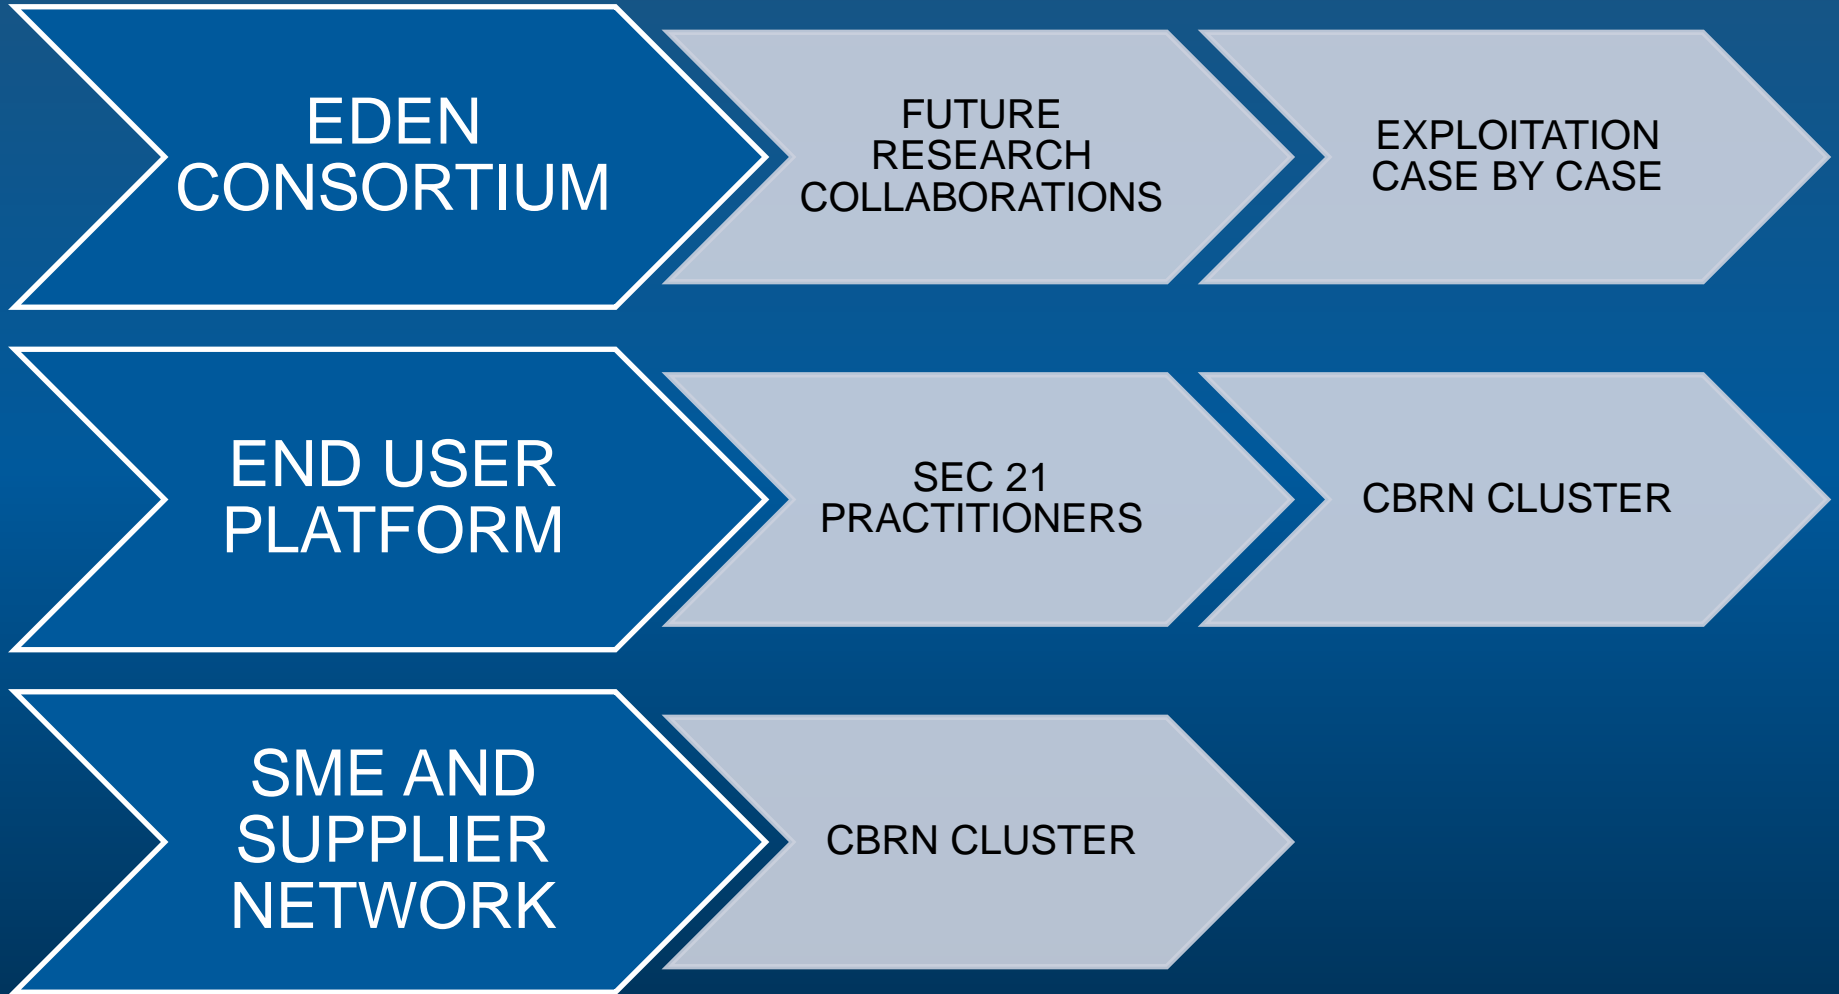 EDEN
CONSORTIUM
FUTURE
RESEARCH
COLLABORATIONS
EXPLOITATION
CASE BY CASE
END USER
PLATFORM
SEC 21
PRACTITIONERS
CBRN CLUSTER
SME AND
SUPPLIER
NETWORK
CBRN CLUSTER